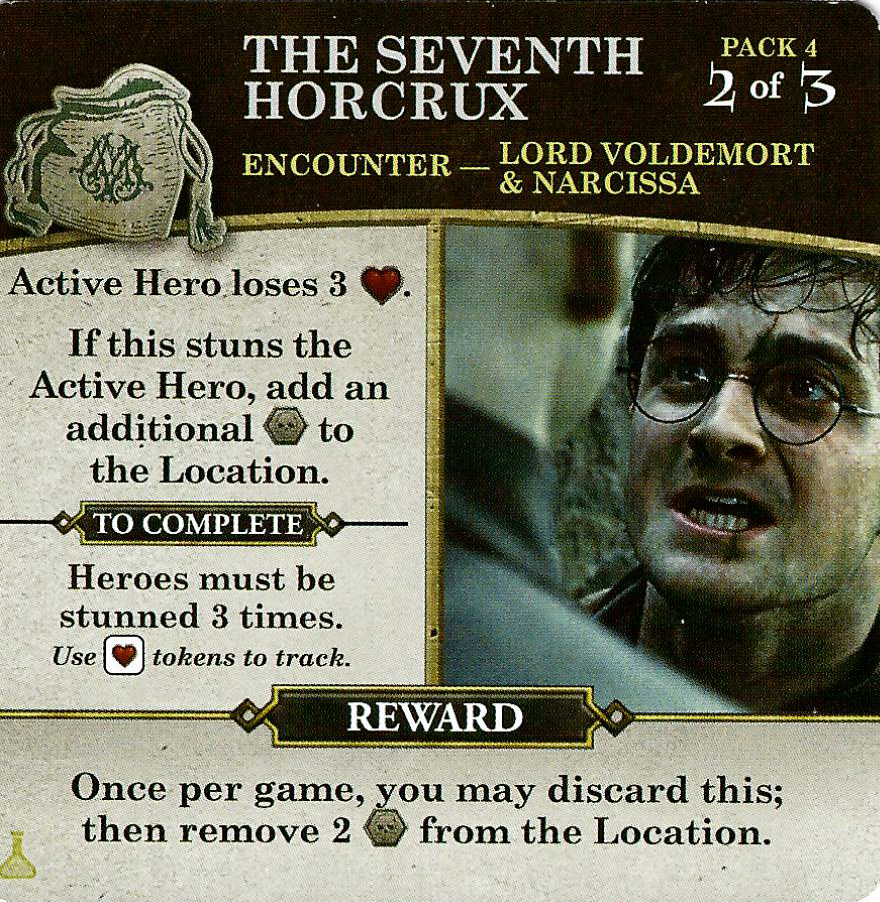 THE SEVENTH
HORCRUX
PACK 4
2 of 3
ENCOUNTER — LORD VOLDEMORT
& NARCISSA
Active Hero loses 3 .
If this stuns the
Active Hero, add an
additional to
the Location.
TO COMPLETE
Heroes must be
stunned 3 times.
Use tokens to track.
REWARD
Once per game, you may discard this;
then remove 2 from the Location.